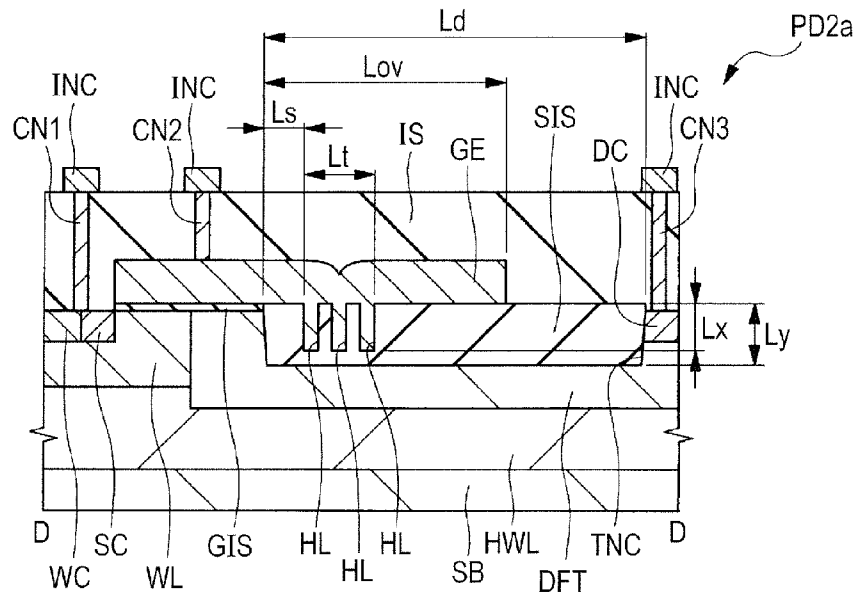 Ld
PD2a
Lov
INC
INC
INC
CN1
CN2
Ls
Lt
IS
GE
SIS
DC
CN3
Lx
Ly
D
SC
GIS
HL
HL
HL
HWL
TNC
D
WC
WL
SB
DFT